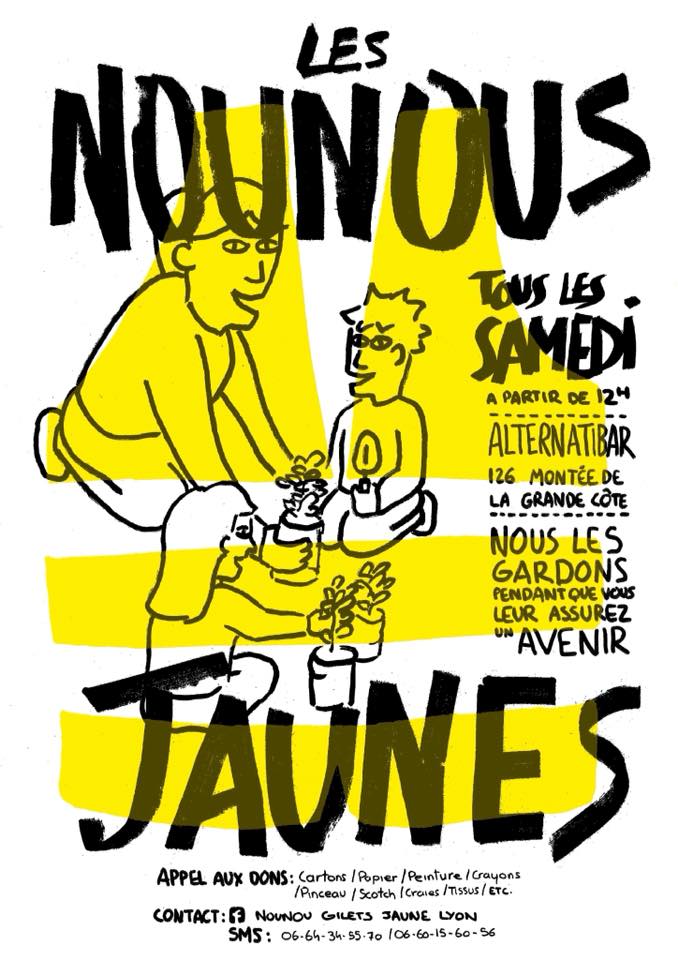 LES
NOUNOUS
TOUS LES
SAMEDI
A PARTIR DE 12H
ALTERNATIBAR
126 MONTÉE DE
LA GRANDE CÔTE
NOUS LES
GARDONS
PENDANT QUE VOUS
LEUR ASSUREZ
UN AVENIR
JAUNES
APPEL AUX DONS: Cartons / Papier / Peinture / Crayons
/ Pinceau / Scotch / Craies / Tissus / ETC.
CONTACT: f NOUNOU GILETS JAUNE LYON
SMS: 06-64-34-55-70 / 06-60-15-60-56